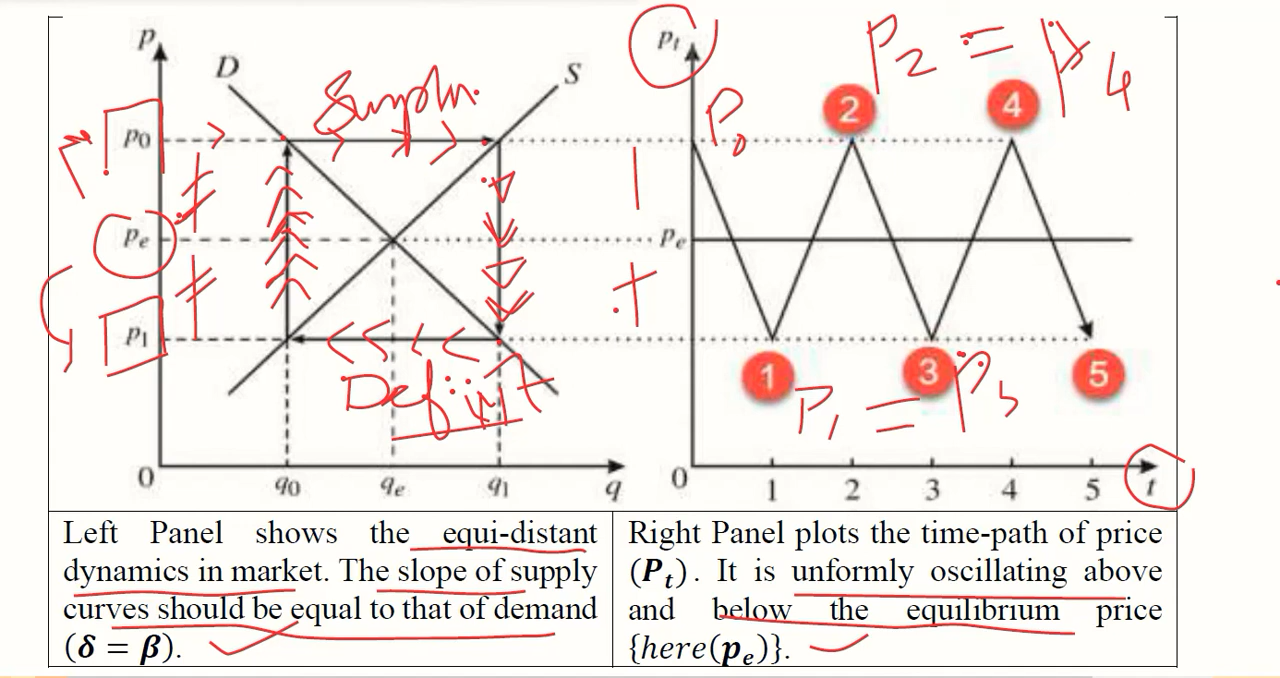 P
D
S
p0
pe
p1
0
q0
qe
q1
q
Surplu.
Deficit
pt
P0
2
4
P2 = P4
pe
1
3
5
P1 = P3
0
1
2
3
4
5
t
Left Panel shows the equi-distant
dynamics in market. The slope of supply
curves should be equal to that of demand
(δ = β).
Right Panel plots the time-path of price
(Pt). It is unformly oscillating above
and below the equilibrium price
{here(pe)}.